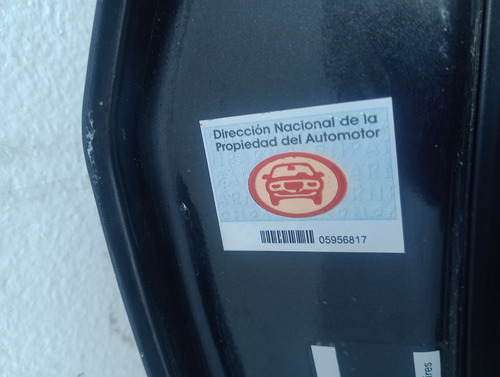 Dirección Nacional de la
Propiedad del Automotor
05956817